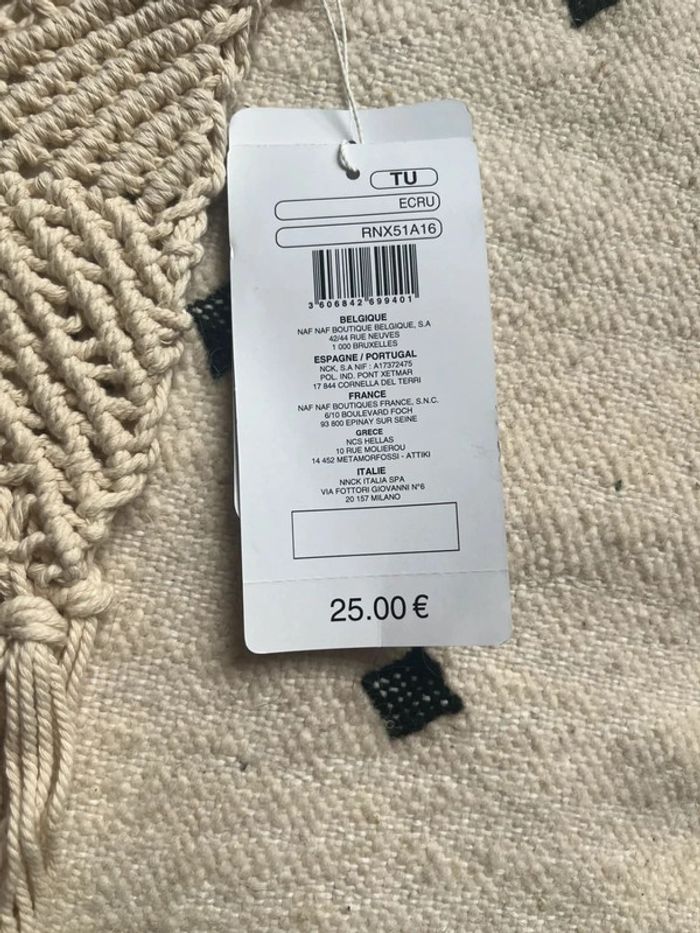 TU
ECRU
RNX51A16
3 606842 699401
BELGIQUE
NAF NAF BOUTIQUE BELGIQUE, S.A
42/44 RUE NEUVES
1 000 BRUXELLES
ESPAGNE / PORTUGAL
NCK, S.A NIF : A17372475
POL. IND. PONT XETMAR
17 844 CORNELLA DEL TERRI
FRANCE
NAF NAF BOUTIQUES FRANCE, S.N.C.
6/10 BOULEVARD FOCH
93 800 EPINAY SUR SEINE
GRECE
NCS HELLAS
10 RUE MOLIEROU
14 452 METAMORFOSSI - ATTIKI
ITALIE
NNCK ITALIA SPA
VIA FOTTORI GIOVANNI N°6
20 157 MILANO
25.00 €